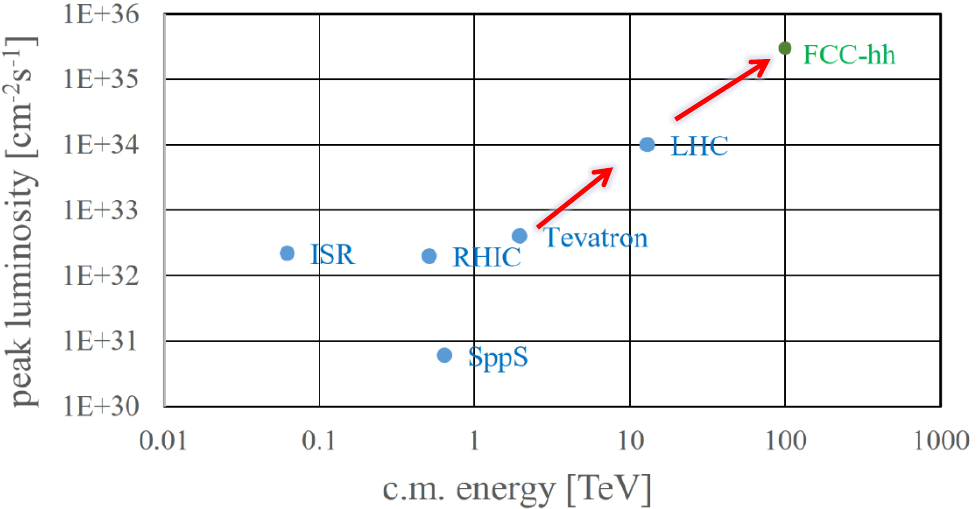 peak luminosity [cm-2s-1]
1E+36
1E+35
1E+34
1E+33
1E+32
1E+31
1E+30
FCC-hh
LHC
Tevatron
ISR
RHIC
SppS
0.01
0.1
1
10
100
1000
c.m. energy [TeV]